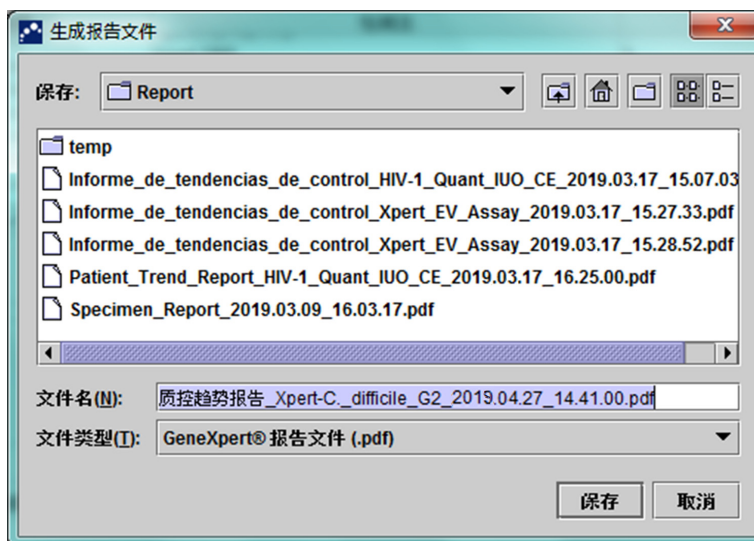 生成报告文件
保存: Report
temp
Informe_de_tendencias_de_control_HIV-1_Quant_IUO_CE_2019.03.17_15.07.03
Informe_de_tendencias_de_control_Xpert_EV_Assay_2019.03.17_15.27.33.pdf
Informe_de_tendencias_de_control_Xpert_EV_Assay_2019.03.17_15.28.52.pdf
Patient_Trend_Report_HIV-1_Quant_IUO_CE_2019.03.17_16.25.00.pdf
Specimen_Report_2019.03.09_16.03.17.pdf
文件名(N): 质控趋势报告_Xpert-C._difficile_G2_2019.04.27_14.41.00.pdf
文件类型(T): GeneXpert® 报告文件 (.pdf)
保存 取消